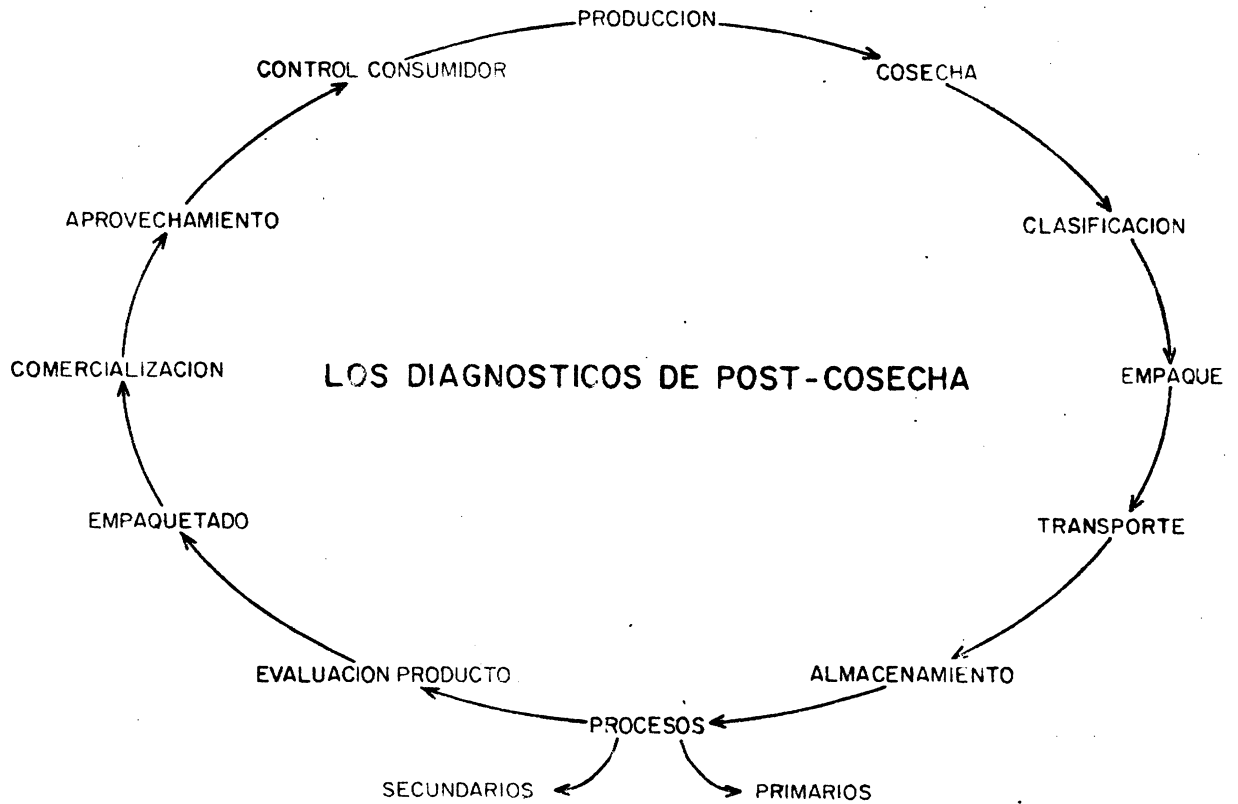 PRODUCCION
CONTROL CONSUMIDOR
COSECHA
APROVECHAMIENTO
CLASIFICACION
COMERCIALIZACION
LOS DIAGNOSTICOS DE POST-COSECHA
EMPAQUE
EMPAQUETADO
TRANSPORTE
EVALUACION PRODUCTO
ALMACENAMIENTO
PROCESOS
SECUNDARIOS
PRIMARIOS